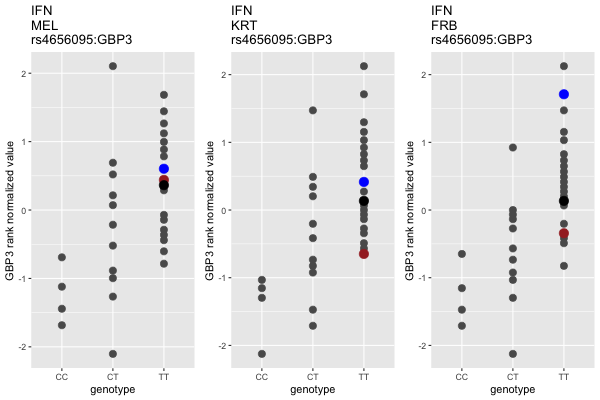 IFN
MEL
rs4656095:GBP3
GBP3 rank normalized value
2
1
0
-1
-2
CC CT TT
genotype
IFN
KRT
rs4656095:GBP3
GBP3 rank normalized value
2
1
0
-1
-2
CC CT TT
genotype
IFN
FRB
rs4656095:GBP3
GBP3 rank normalized value
2
1
0
-1
-2
CC CT TT
genotype